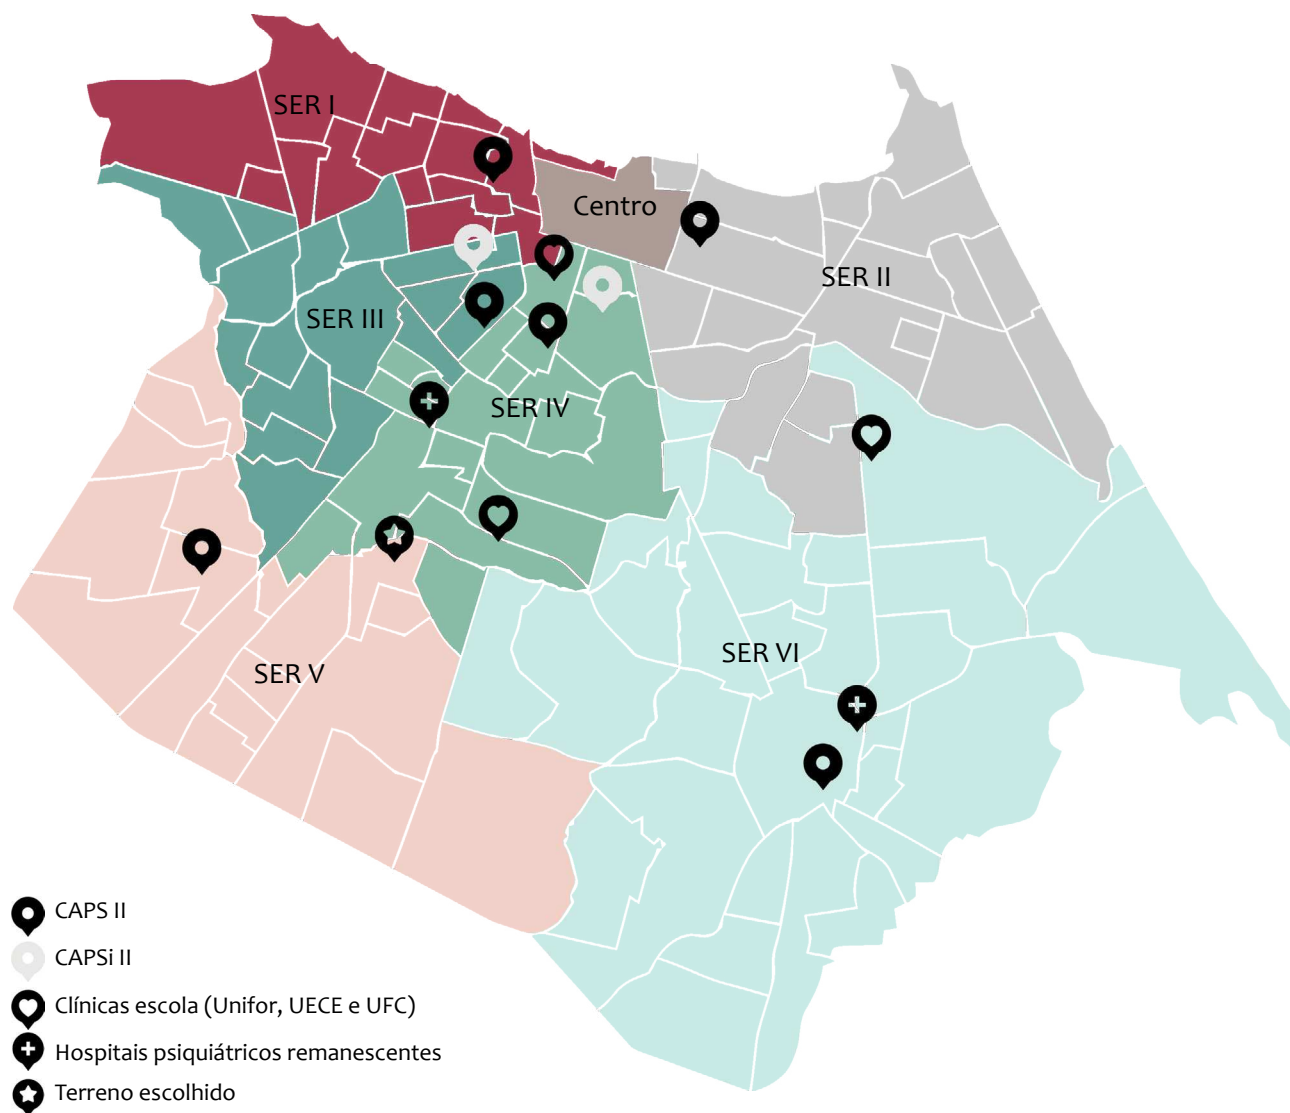 SER I
Centro
SER II
SER III
SER IV
SER VI
SER V
CAPS II
CAPSi II
Clínicas escola (Unifor, UECE e UFC)
Hospitais psiquiátricos remanescentes
Terreno escolhido